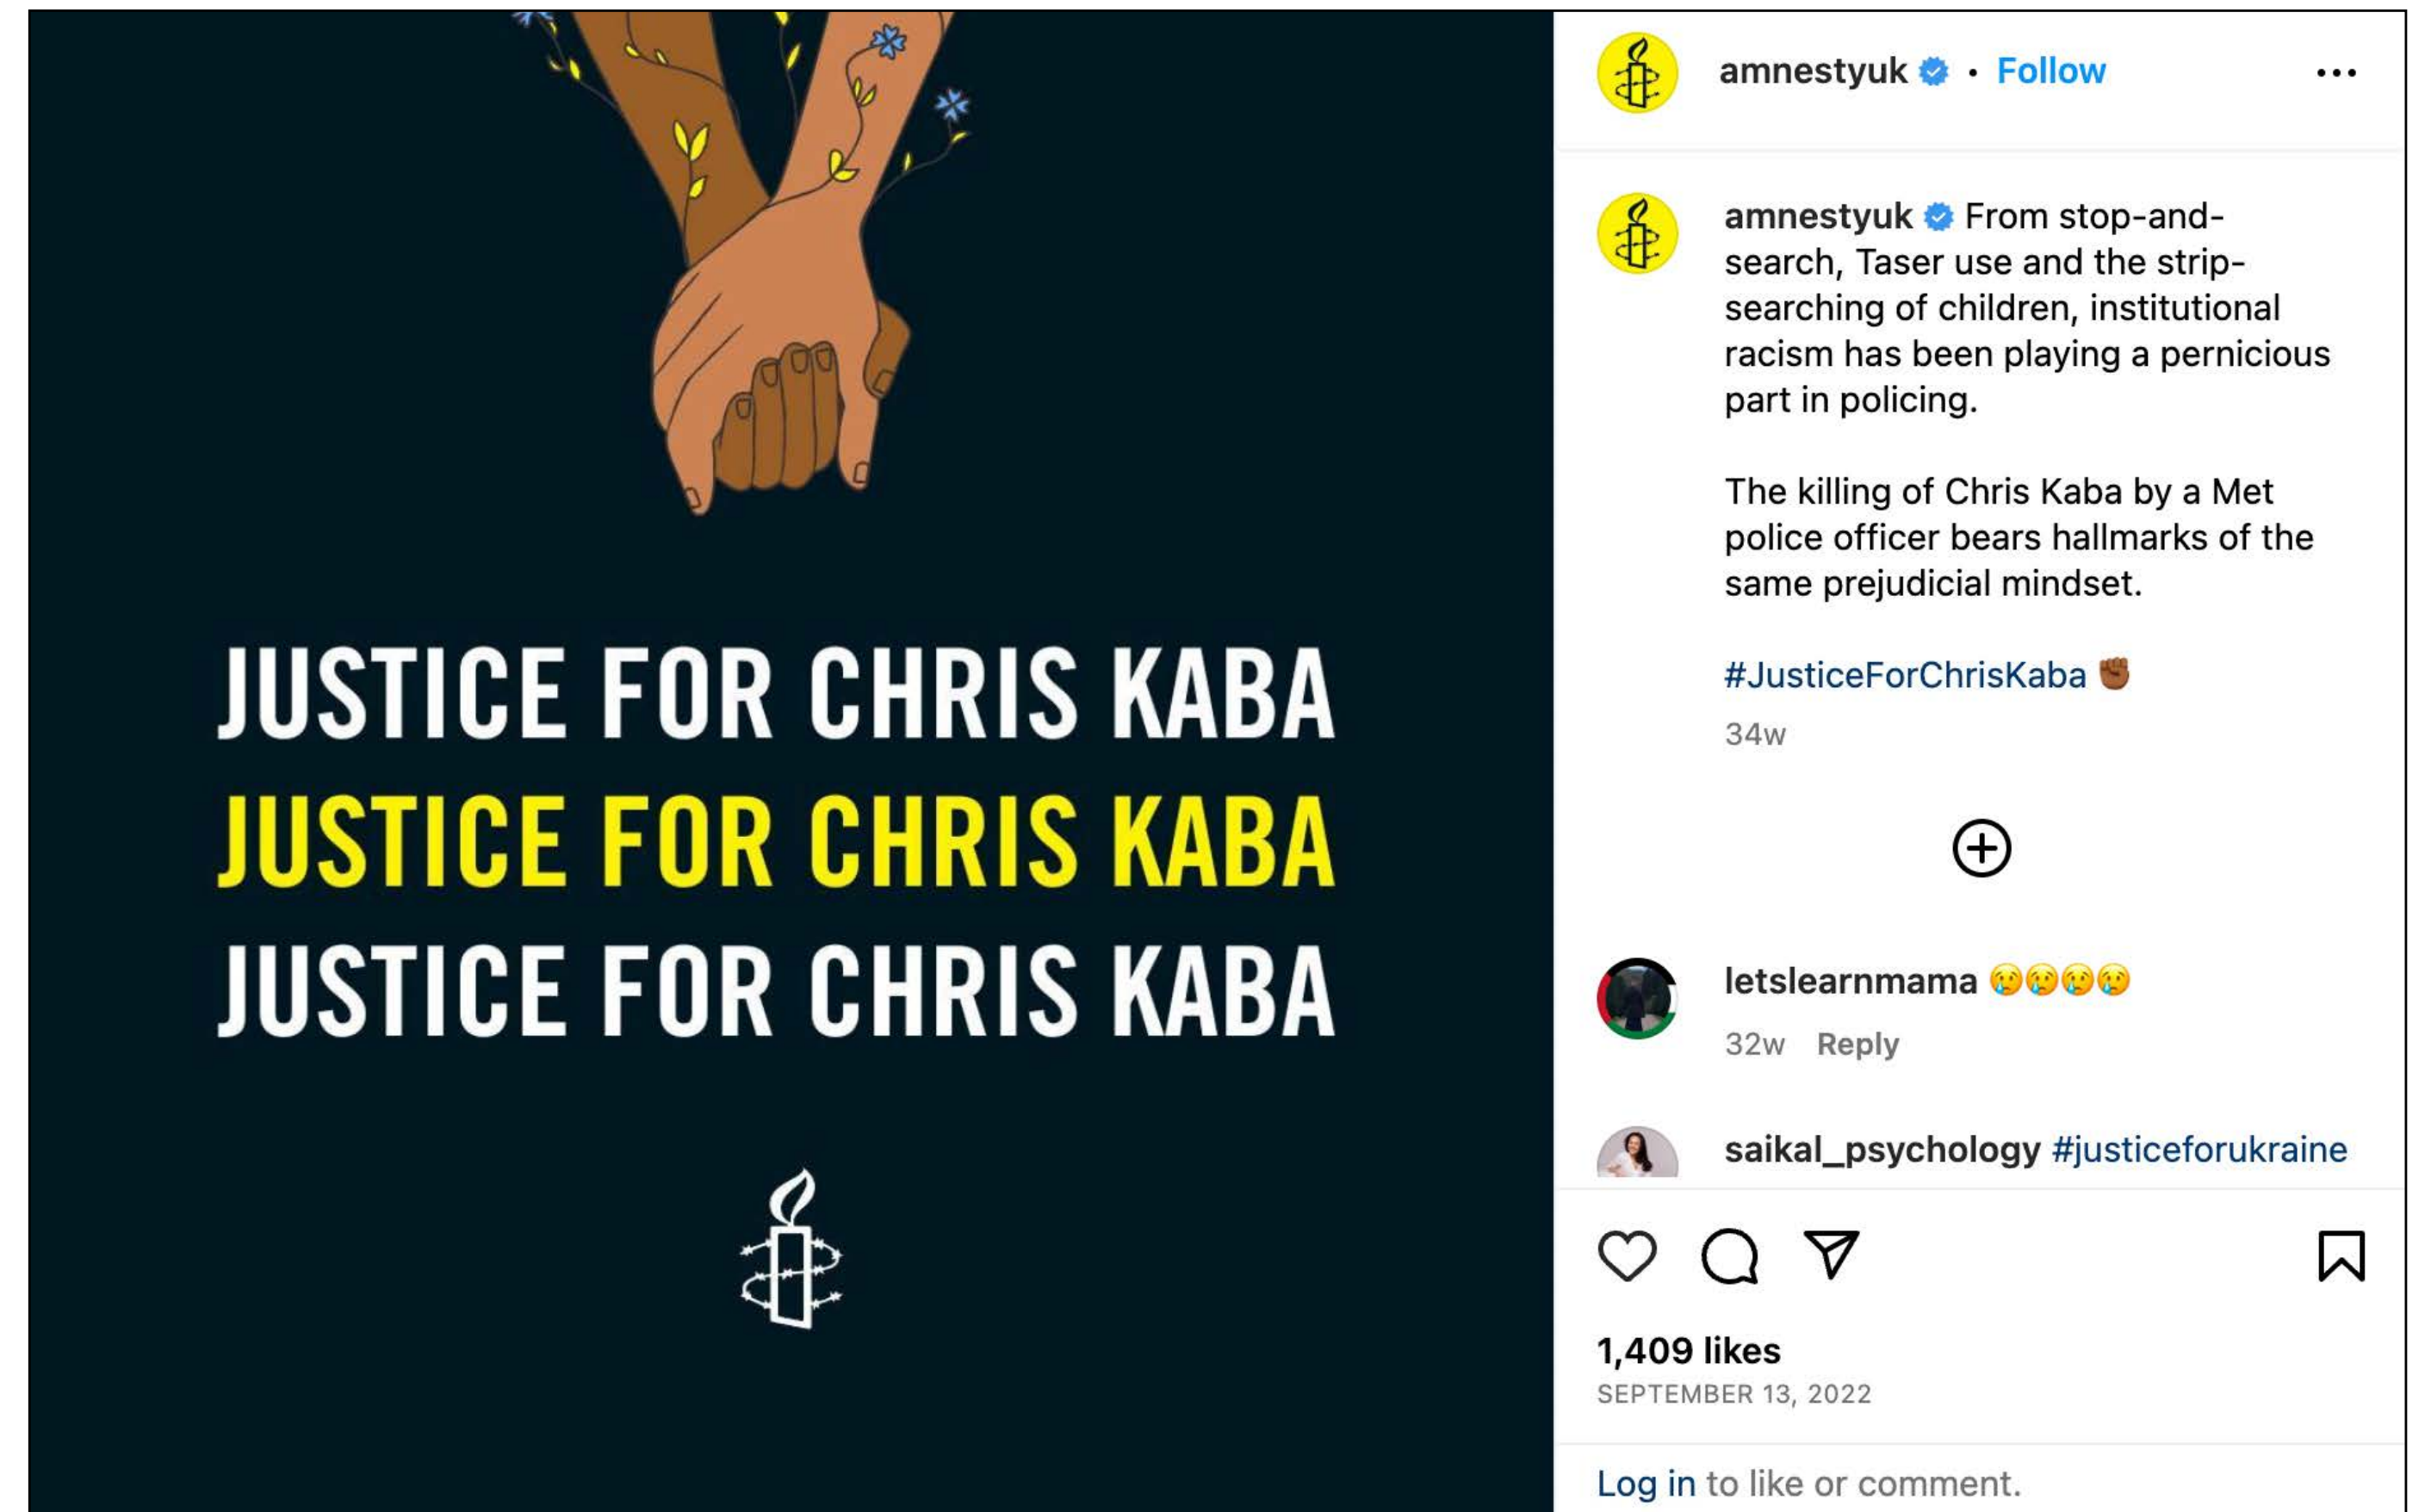 JUSTICE FOR CHRIS KABA
JUSTICE FOR CHRIS KABA
JUSTICE FOR CHRIS KABA
amnestyuk • Follow
amnestyuk From stop-and-
search, Taser use and the strip-
searching of children, institutional
racism has been playing a pernicious
part in policing.
The killing of Chris Kaba by a Met
police officer bears hallmarks of the
same prejudicial mindset.
#JusticeForChrisKaba ✊🏾
34w
letslearnmama 😢😢😢😢
32w Reply
saikal_psychology #justiceforukraine
1,409 likes
SEPTEMBER 13, 2022
Log in to like or comment.